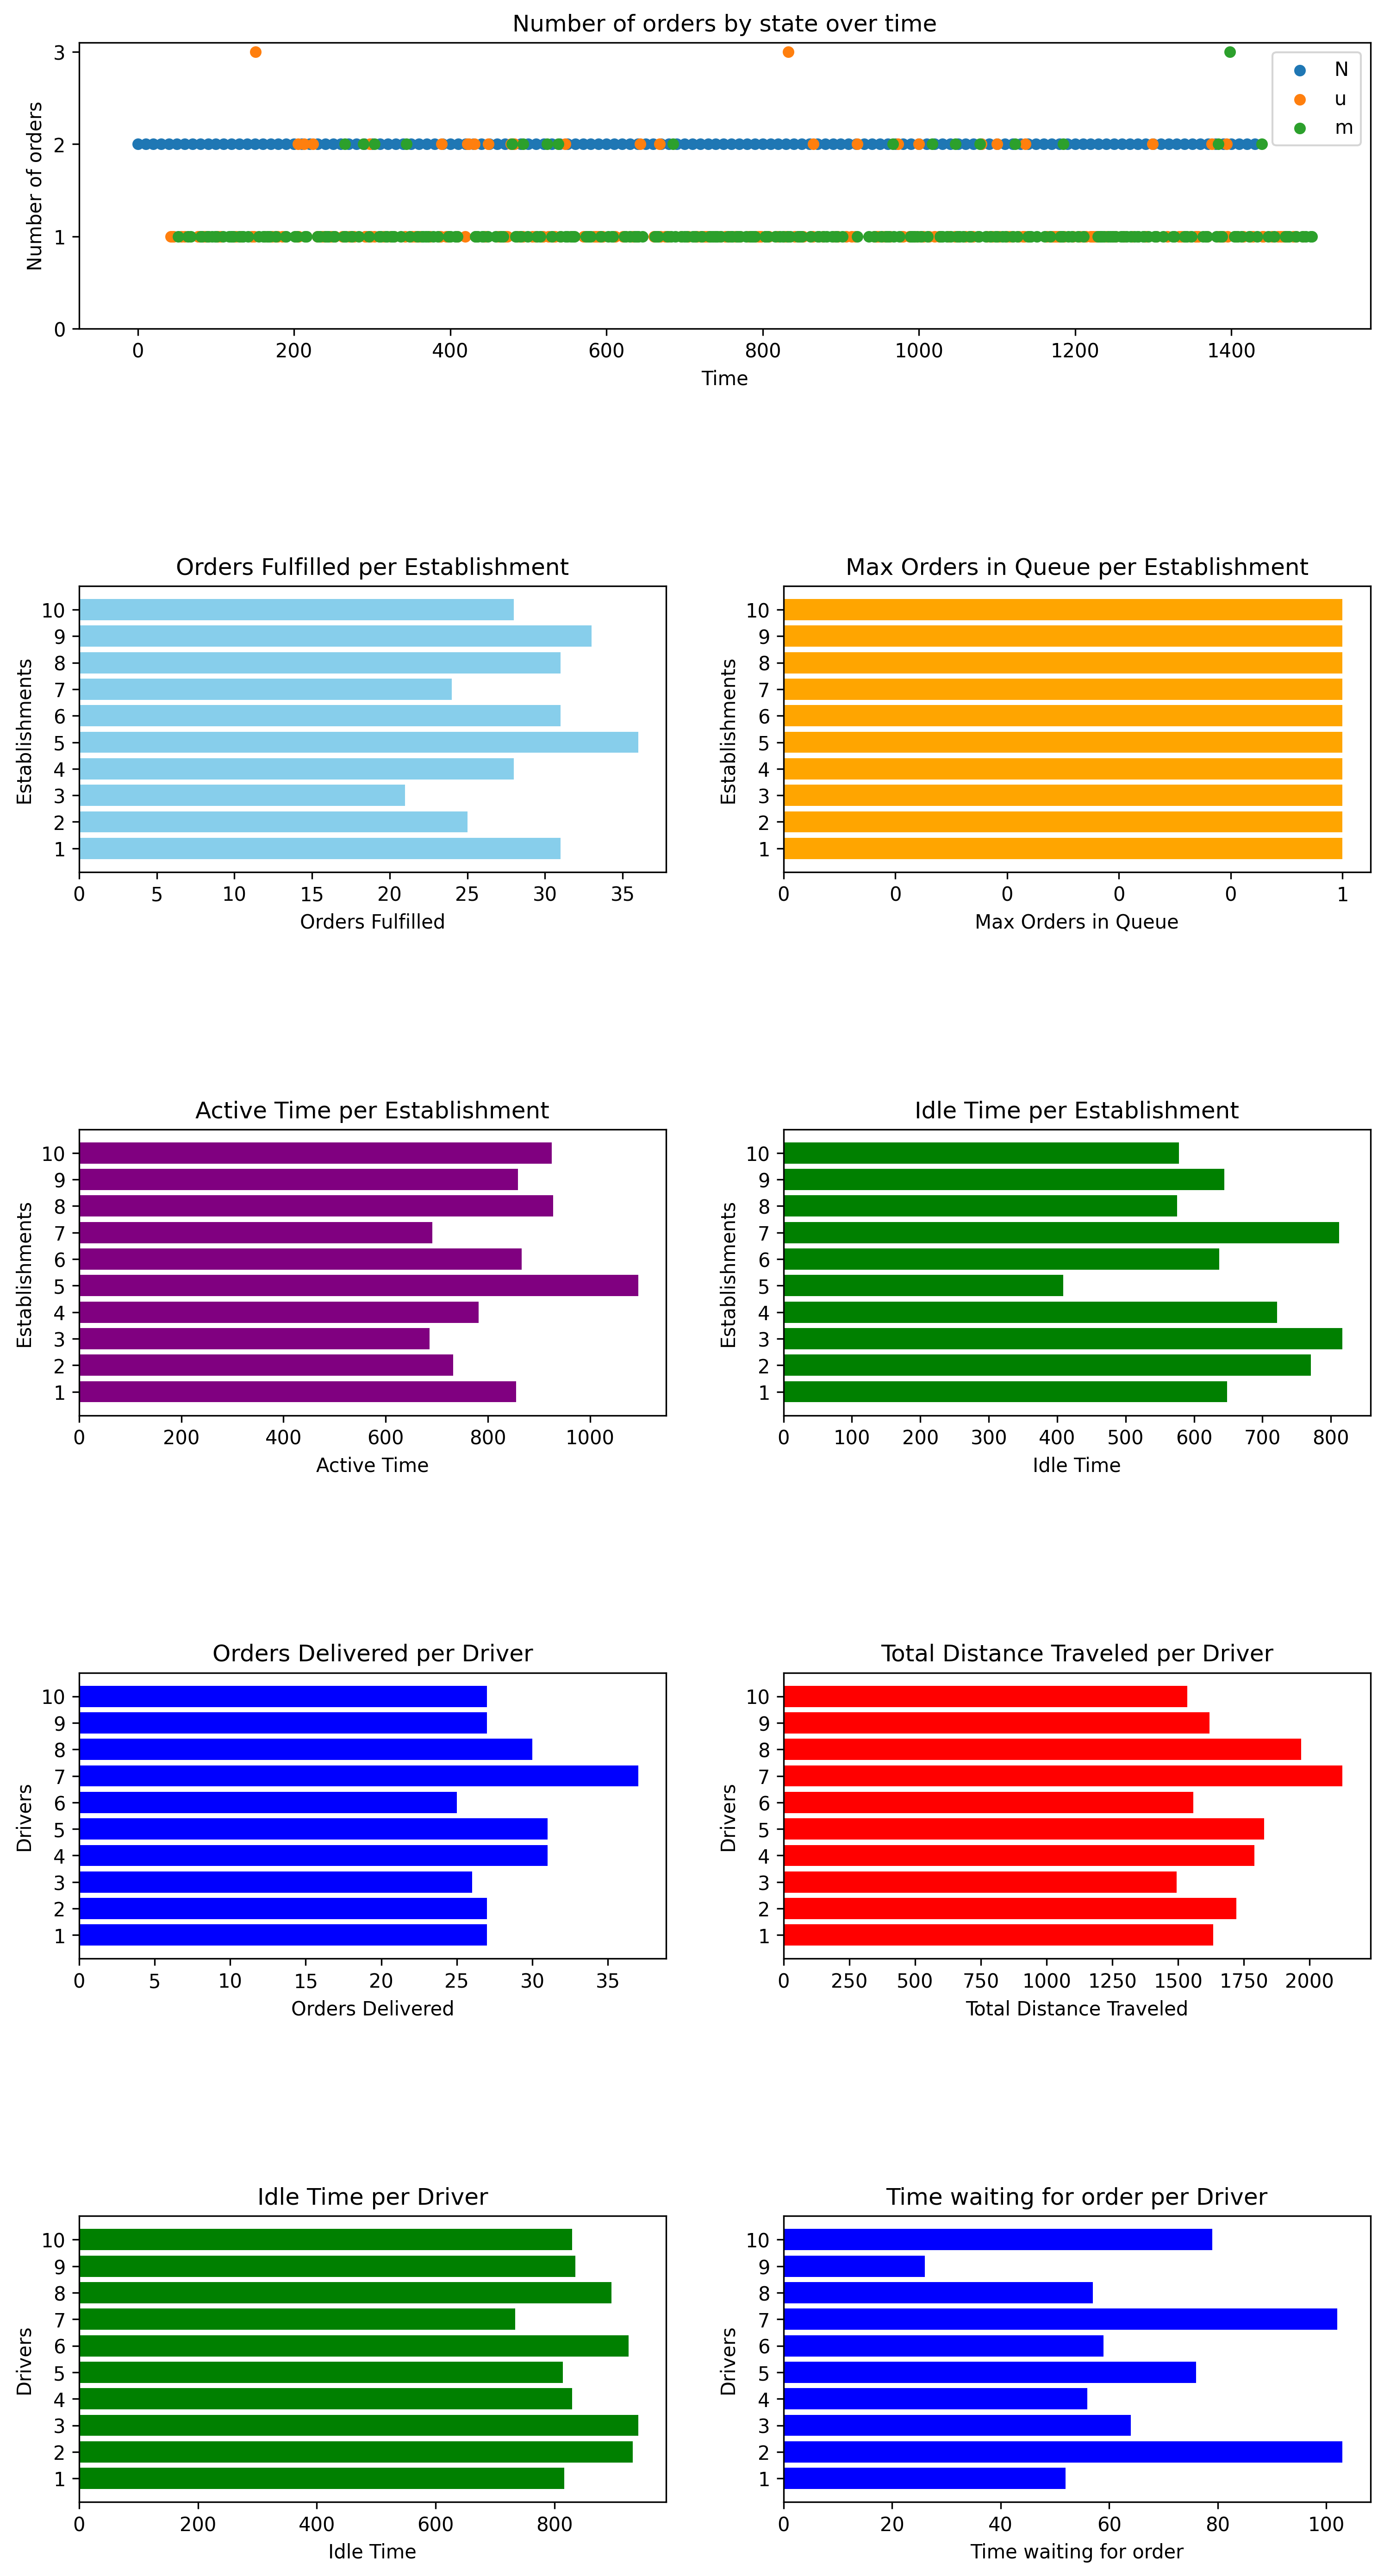 Number of orders by state over time
3
2
1
0
Number of orders
N
u
m
0 200 400 600 800 1000 1200 1400
Time
Orders Fulfilled per Establishment
10
9
8
7
6
5
4
3
2
1
Establishments
0 5 10 15 20 25 30 35
Orders Fulfilled
Max Orders in Queue per Establishment
10
9
8
7
6
5
4
3
2
1
Establishments
0 0 0 0 0 1
Max Orders in Queue
Active Time per Establishment
10
9
8
7
6
5
4
3
2
1
Establishments
0 200 400 600 800 1000
Active Time
Idle Time per Establishment
10
9
8
7
6
5
4
3
2
1
Establishments
0 100 200 300 400 500 600 700 800
Idle Time
Orders Delivered per Driver
10
9
8
7
6
5
4
3
2
1
Drivers
0 5 10 15 20 25 30 35
Orders Delivered
Total Distance Traveled per Driver
10
9
8
7
6
5
4
3
2
1
Drivers
0 250 500 750 1000 1250 1500 1750 2000
Total Distance Traveled
Idle Time per Driver
10
9
8
7
6
5
4
3
2
1
Drivers
0 200 400 600 800
Idle Time
Time waiting for order per Driver
10
9
8
7
6
5
4
3
2
1
Drivers
0 20 40 60 80 100
Time waiting for order